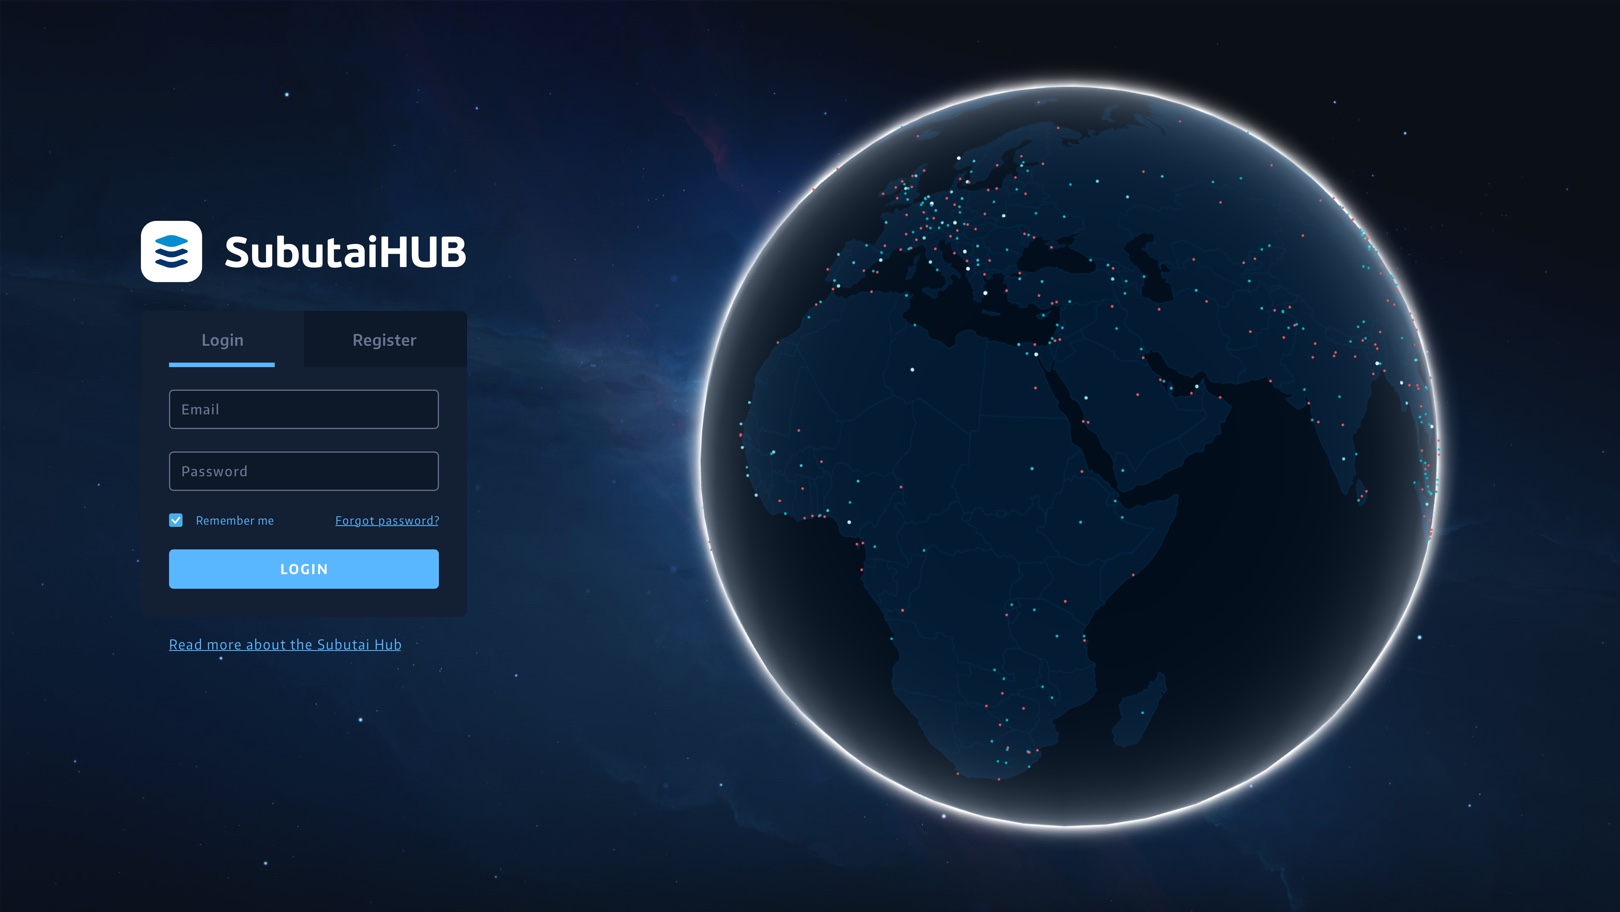 SubutaiHUB
Login
Register
Email
Password
Remember me
Forgot password?
LOGIN
Read more about the Subutai Hub